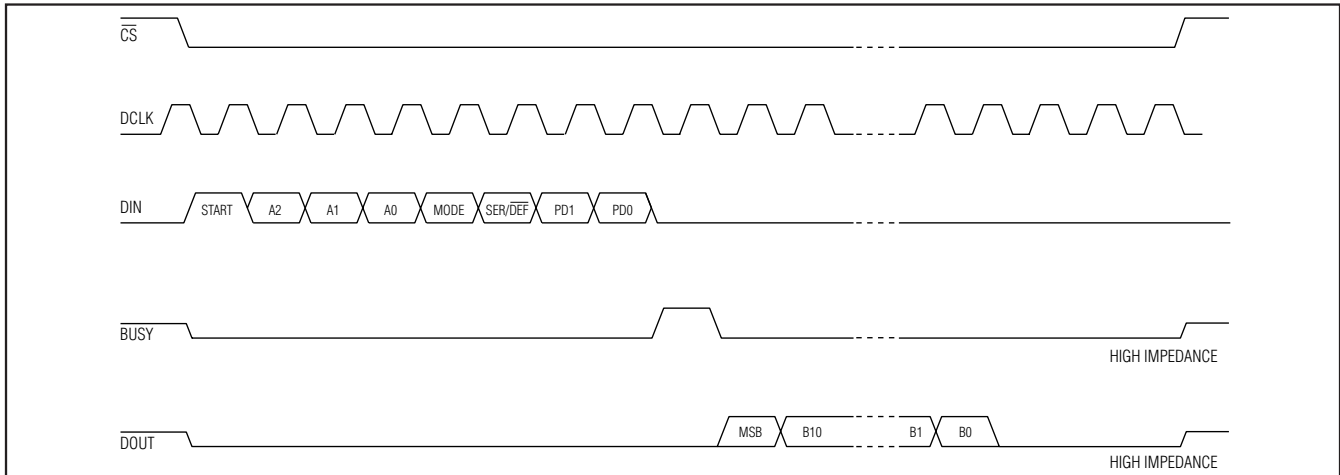 CS
DCLK
DIN START A2 A1 A0 MODE SER/DEF PD1 PD0
BUSY
HIGH IMPEDANCE
DOUT MSB B10 B1 B0
HIGH IMPEDANCE